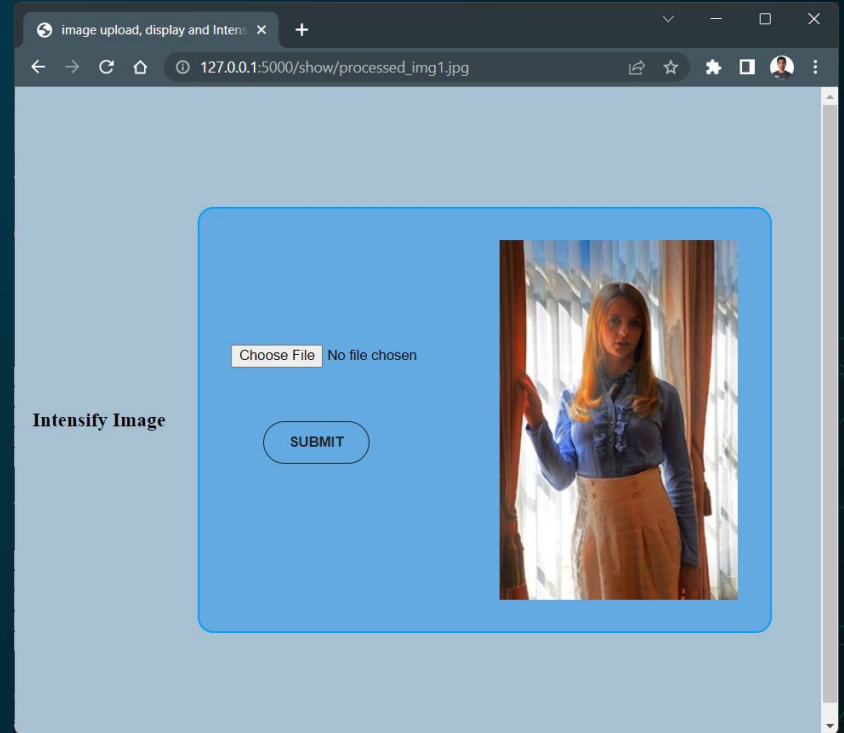 image upload, display and Intens
127.0.0.1:5000/show/processed_img1.jpg
Choose File No file chosen
Intensify Image
SUBMIT